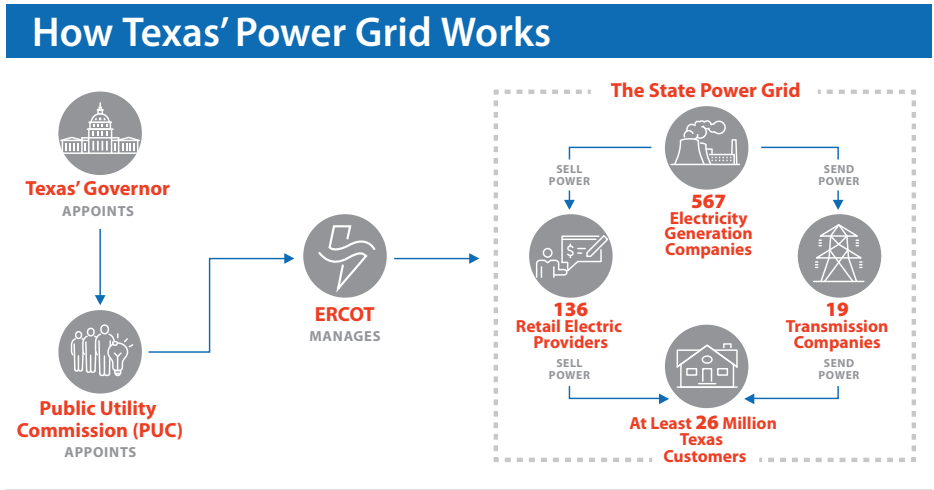 How Texas’ Power Grid Works
Texas’ Governor
APPOINTS
Public Utility
Commission (PUC)
APPOINTS
ERCOT
MANAGES
The State Power Grid
567
Electricity
Generation
Companies
SELL
POWER
SEND
POWER
$
136
Retail Electric
Providers
19
Transmission
Companies
SELL
POWER
SEND
POWER
At Least 26 Million
Texas
Customers